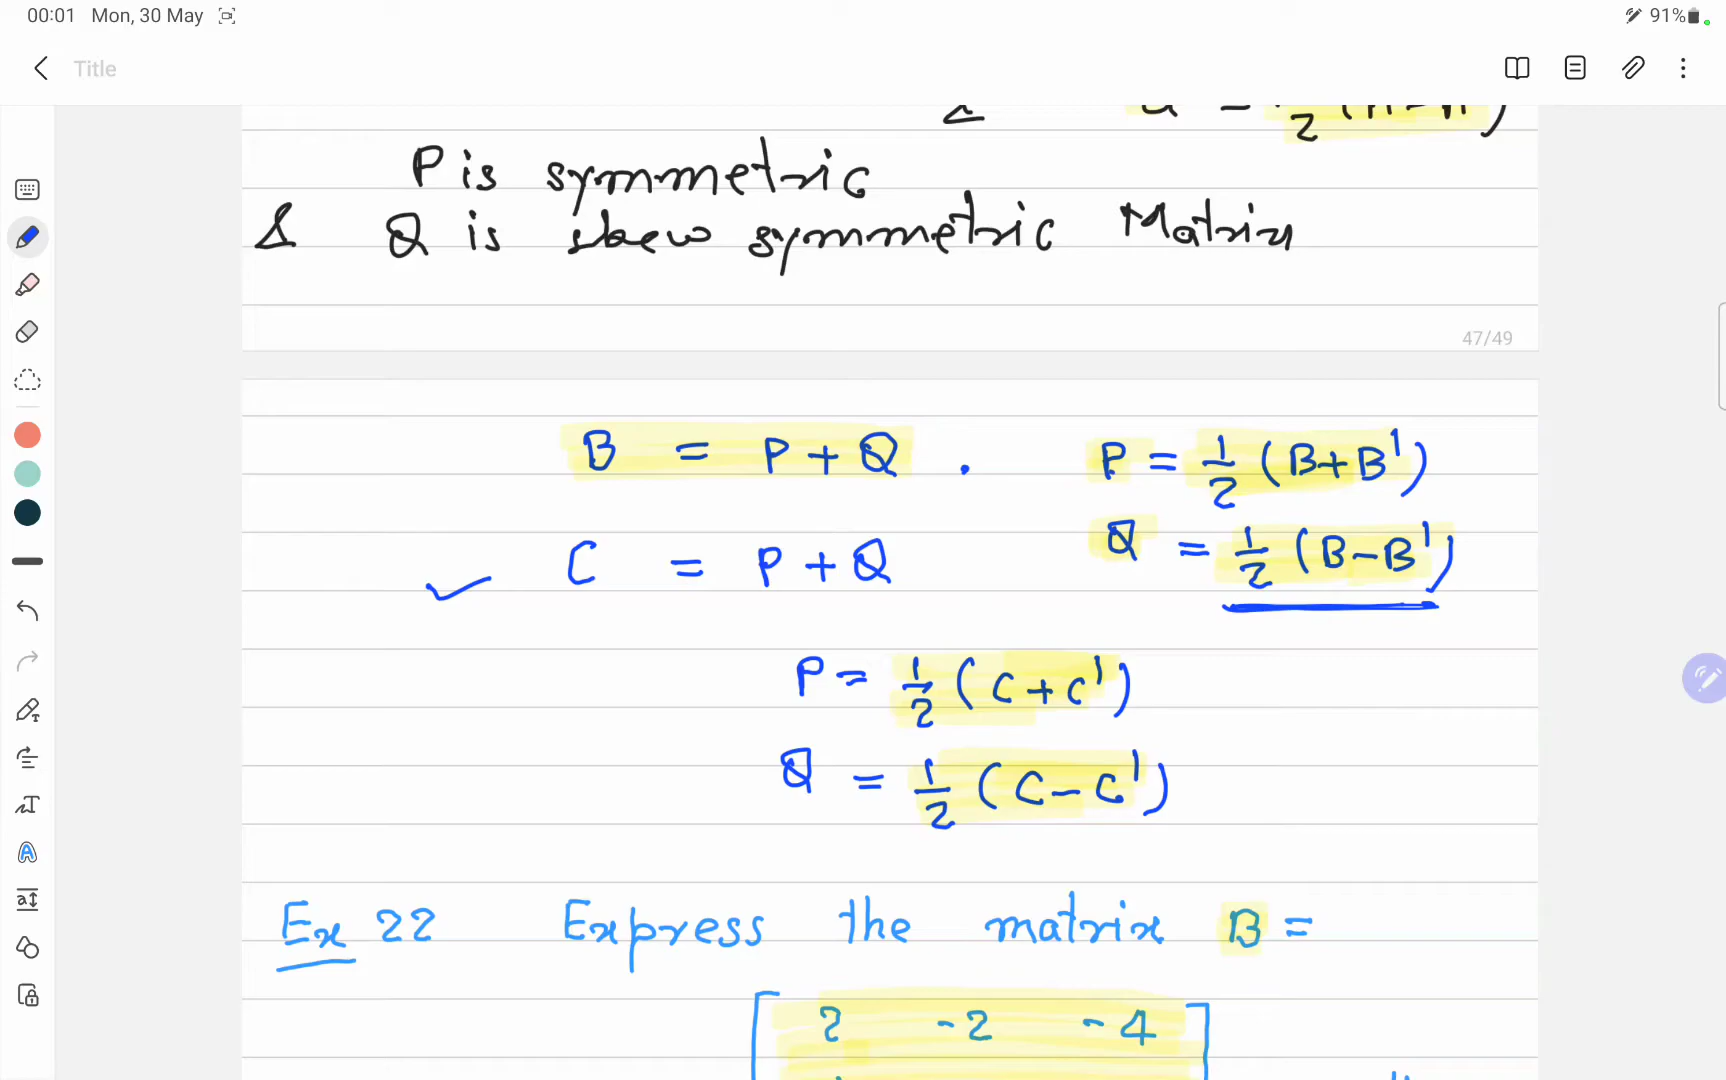 00:01 Mon, 30 May 91%
Title
2
P is symmetric
& Q is skew symmetric Matrix
47/49
B = P + Q . P = 1/2 (B + B')
Q = 1/2 (B - B')
C = P + Q
P = 1/2 (C + C')
Q = 1/2 (C - C')
Ex 22 Express the matrix B =
2 -2 -4